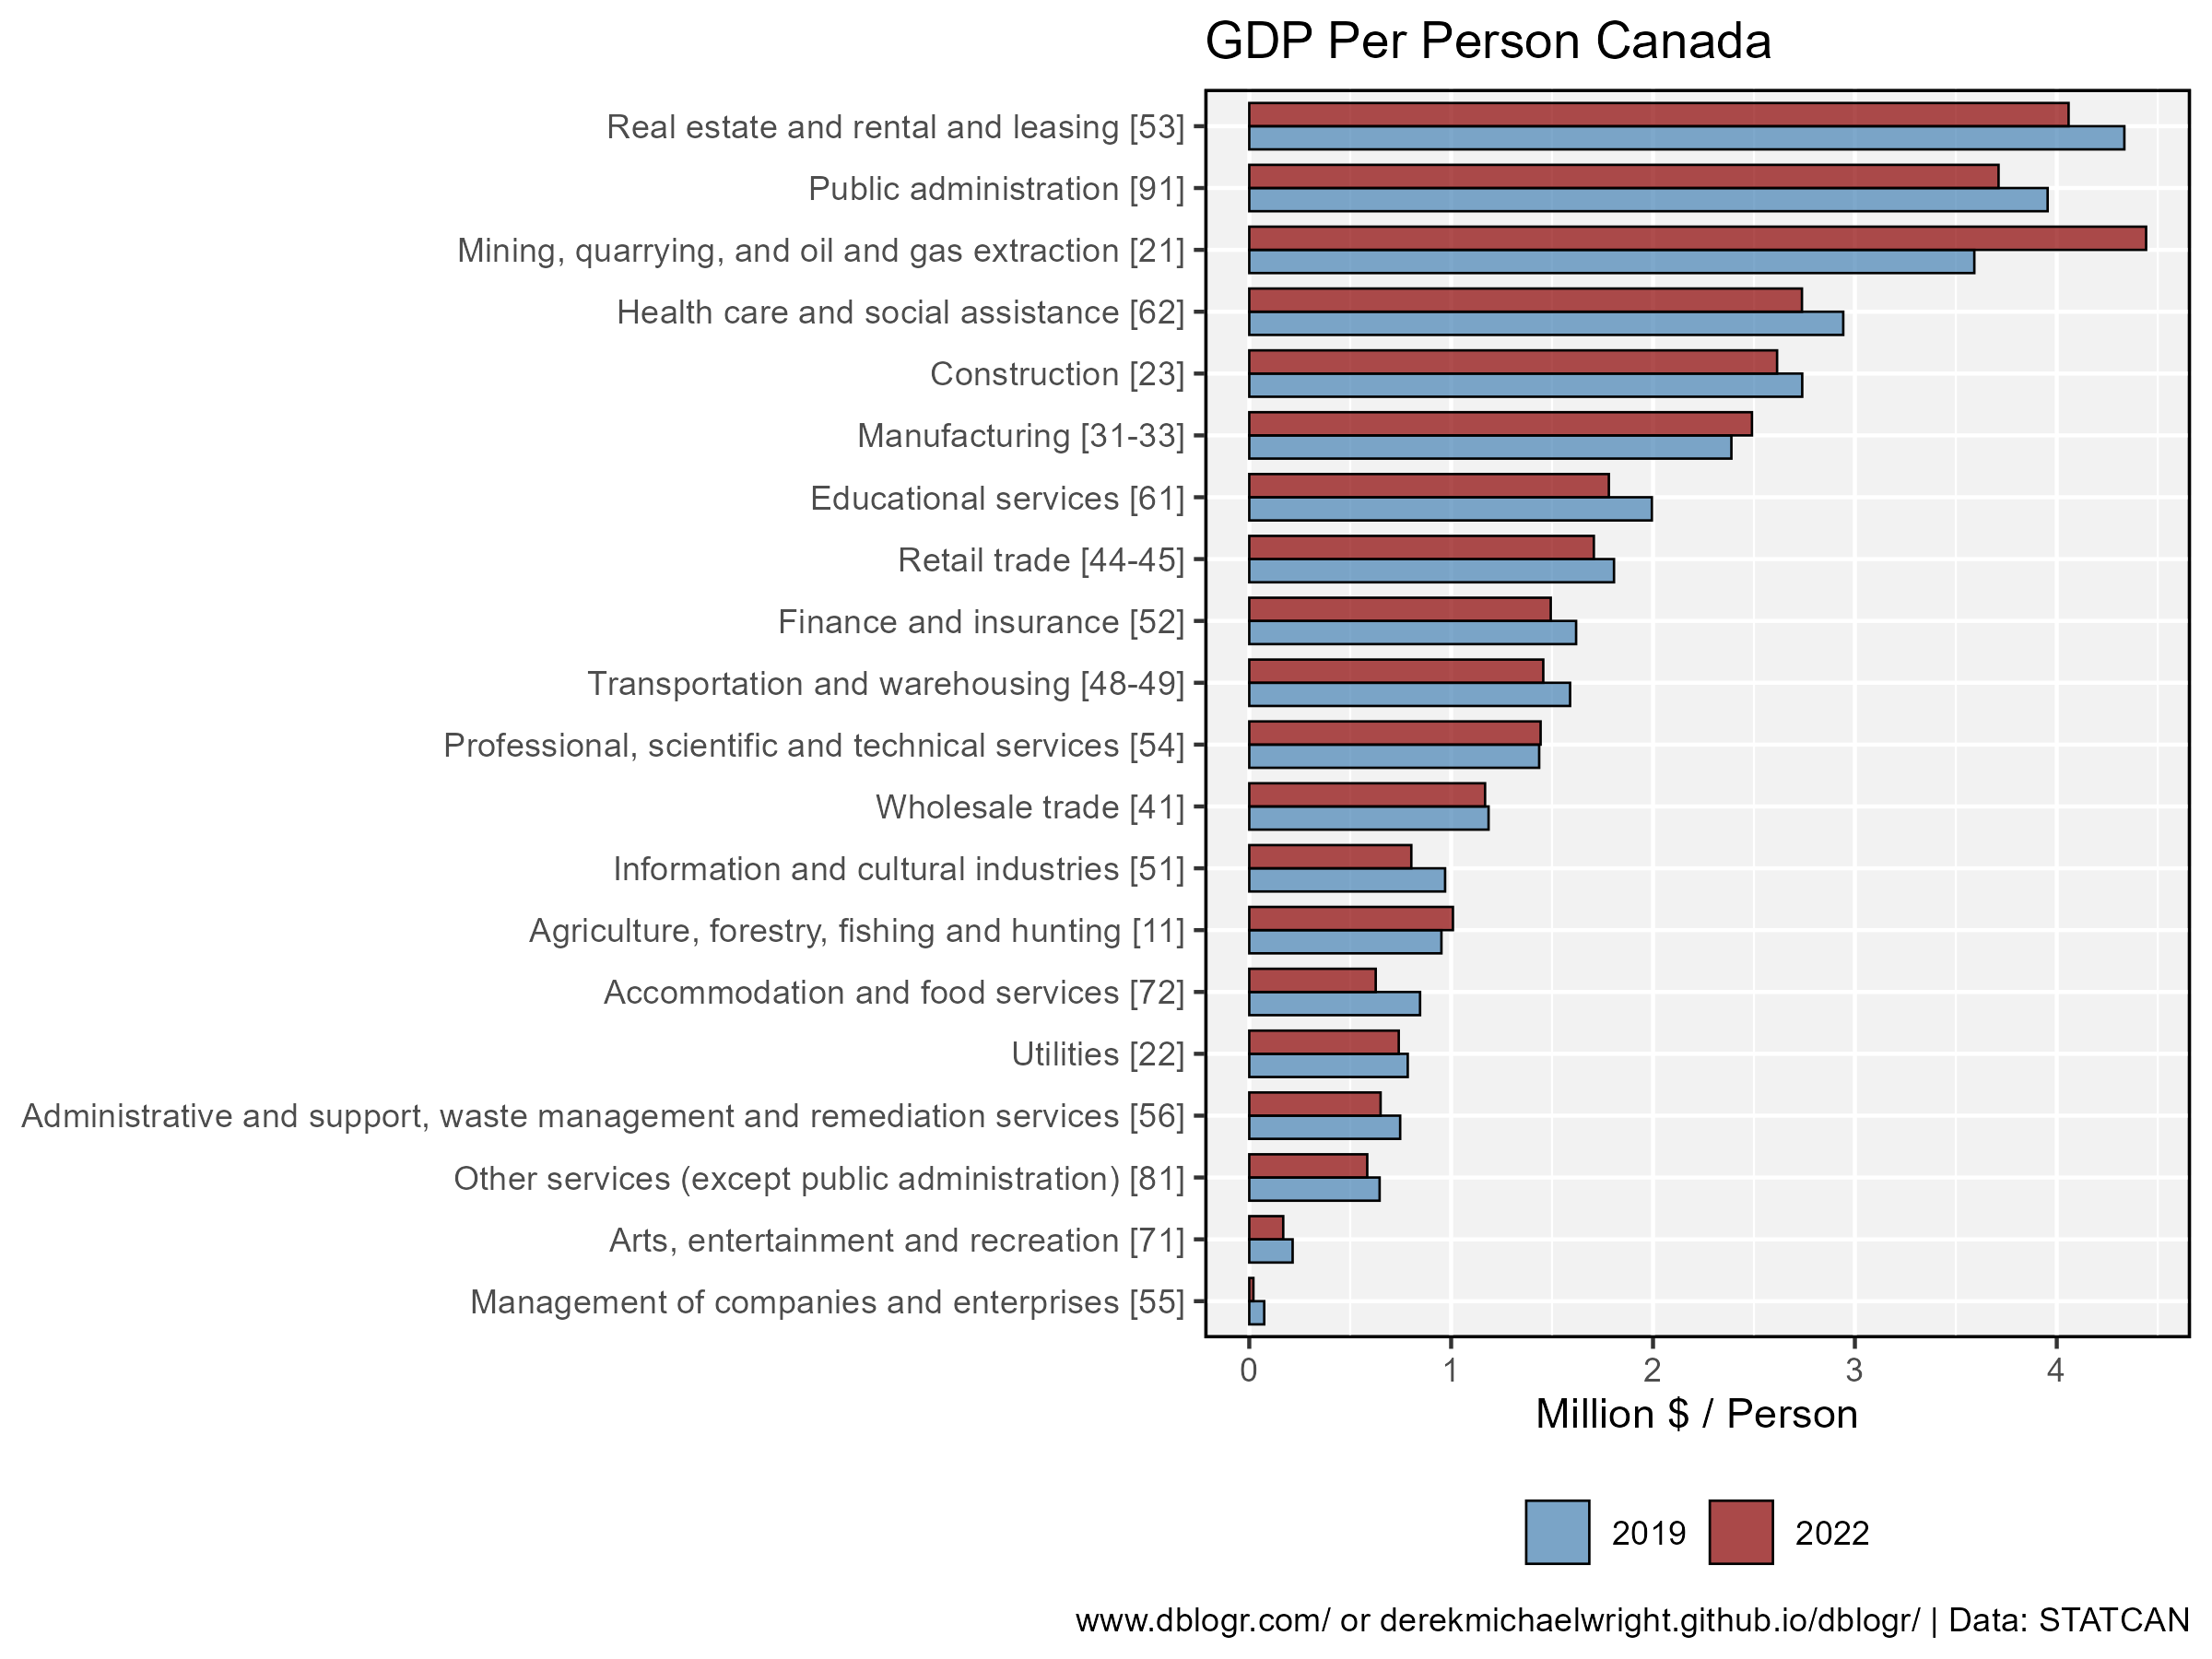 GDP Per Person Canada
Real estate and rental and leasing [53]
Public administration [91]
Mining, quarrying, and oil and gas extraction [21]
Health care and social assistance [62]
Construction [23]
Manufacturing [31-33]
Educational services [61]
Retail trade [44-45]
Finance and insurance [52]
Transportation and warehousing [48-49]
Professional, scientific and technical services [54]
Wholesale trade [41]
Information and cultural industries [51]
Agriculture, forestry, fishing and hunting [11]
Accommodation and food services [72]
Utilities [22]
Administrative and support, waste management and remediation services [56]
Other services (except public administration) [81]
Arts, entertainment and recreation [71]
Management of companies and enterprises [55]
0 1 2 3 4
Million $ / Person
2019 2022
www.dblogr.com/ or derekmichaelwright.github.io/dblogr/ | Data: STATCAN